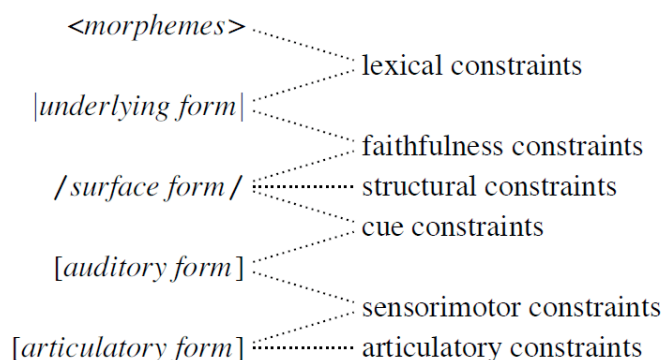 <morphemes>
lexical constraints
|underlying form|
faithfulness constraints
/surface form/
structural constraints
cue constraints
[auditory form]
sensorimotor constraints
[articulatory form]
articulatory constraints